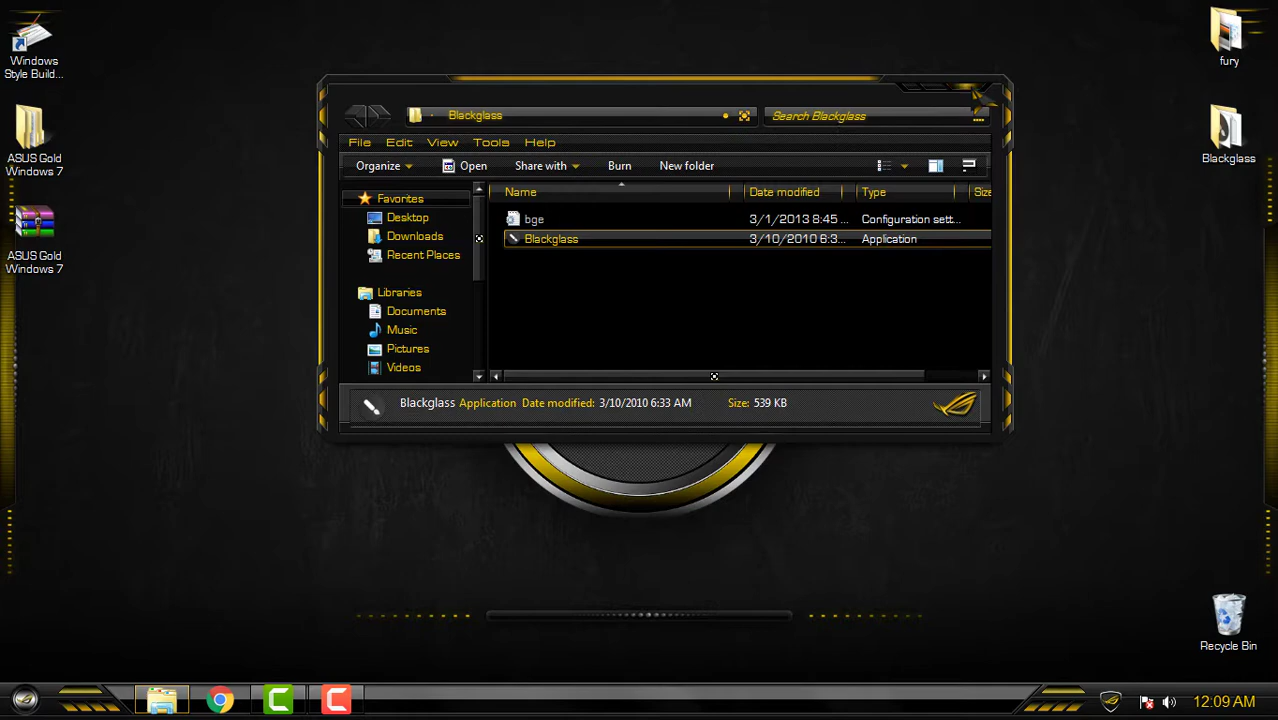 Windows
Style Build...
ASUS Gold
Windows 7
ASUS Gold
Windows 7
fury
Blackglass
Recycle Bin
Blackglass
Search Blackglass
File Edit View Tools Help
Organize Open Share with Burn New folder
Favorites
Desktop
Downloads
Recent Places
Libraries
Documents
Music
Pictures
Videos
Name Date modified Type Size
bge 3/1/2013 8:45 ... Configuration sett...
Blackglass 3/10/2010 6:3... Application
Blackglass Application Date modified: 3/10/2010 6:33 AM Size: 539 KB
12:09 AM